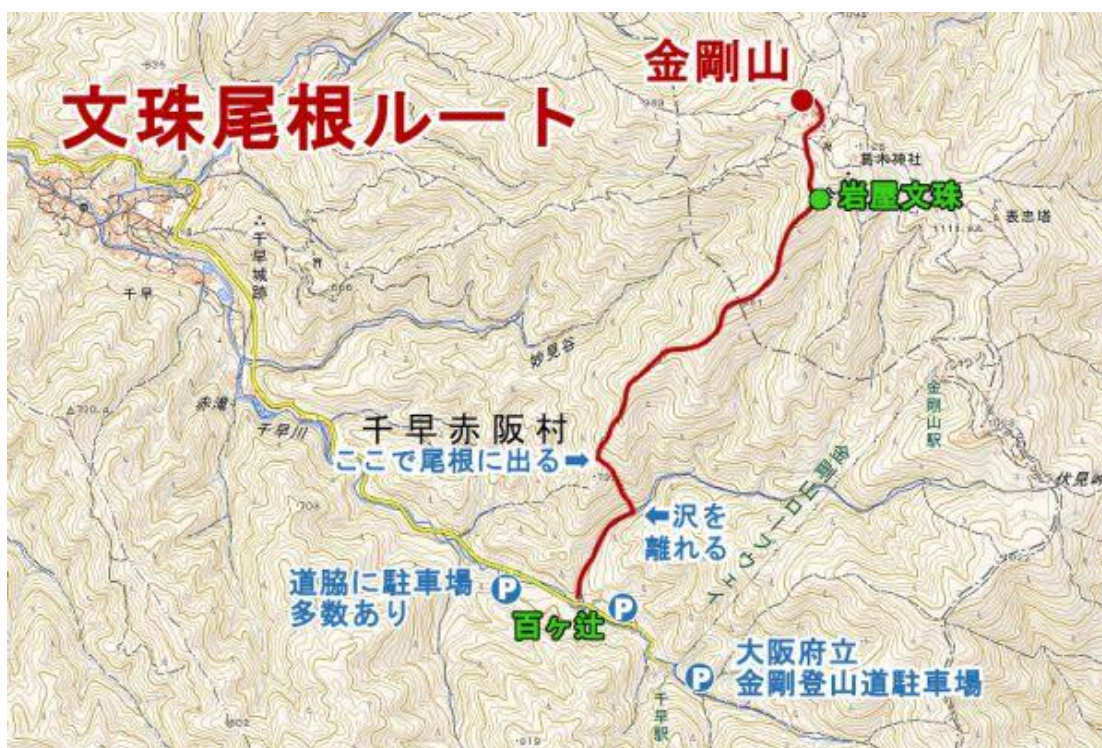 金剛山
文珠尾根ルート
葛木神社
岩屋文珠
表忠塔
千早城跡
千早
666
妙見谷
金剛山駅
赤滝
千早川
千早赤阪村
ここで尾根に出る➡
金剛山ロープウェイ
⬅沢を
離れる
道脇に駐車場
多数あり
P
P
百ヶ辻
大阪府立
金剛登山道駐車場
P
千早駅